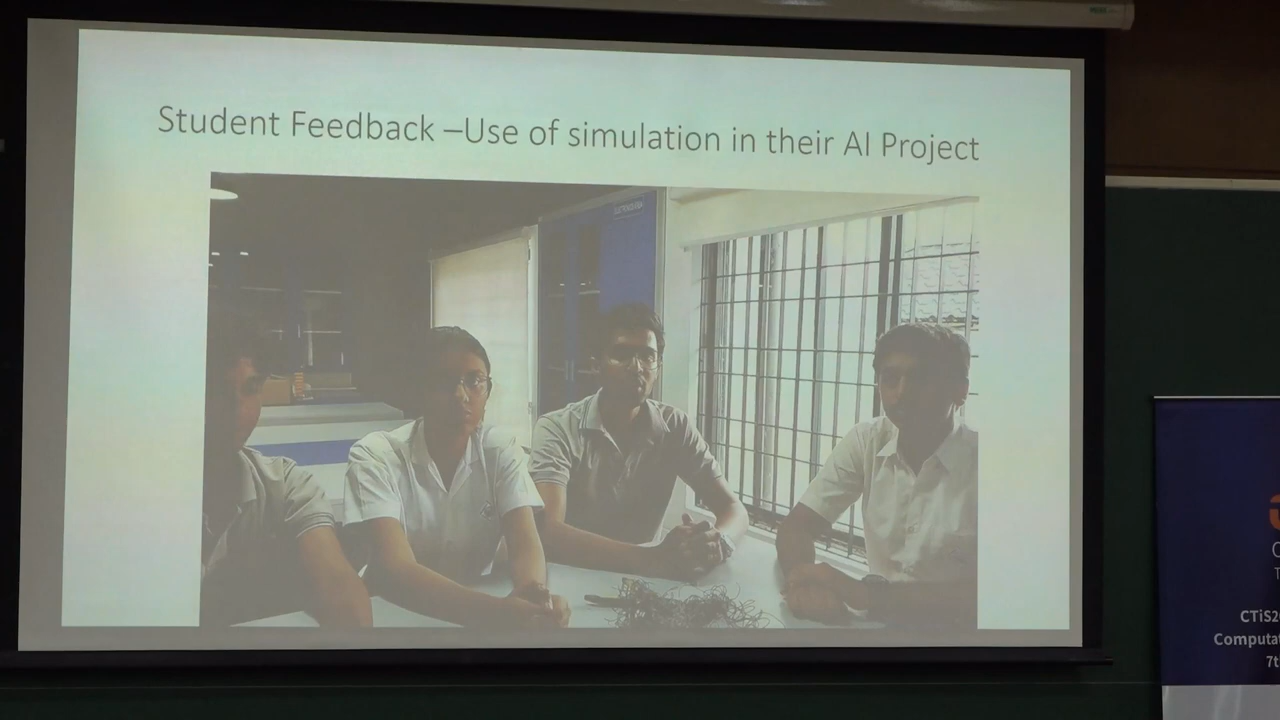 Student Feedback –Use of simulation in their AI Project
CTiS2
Computat
7t